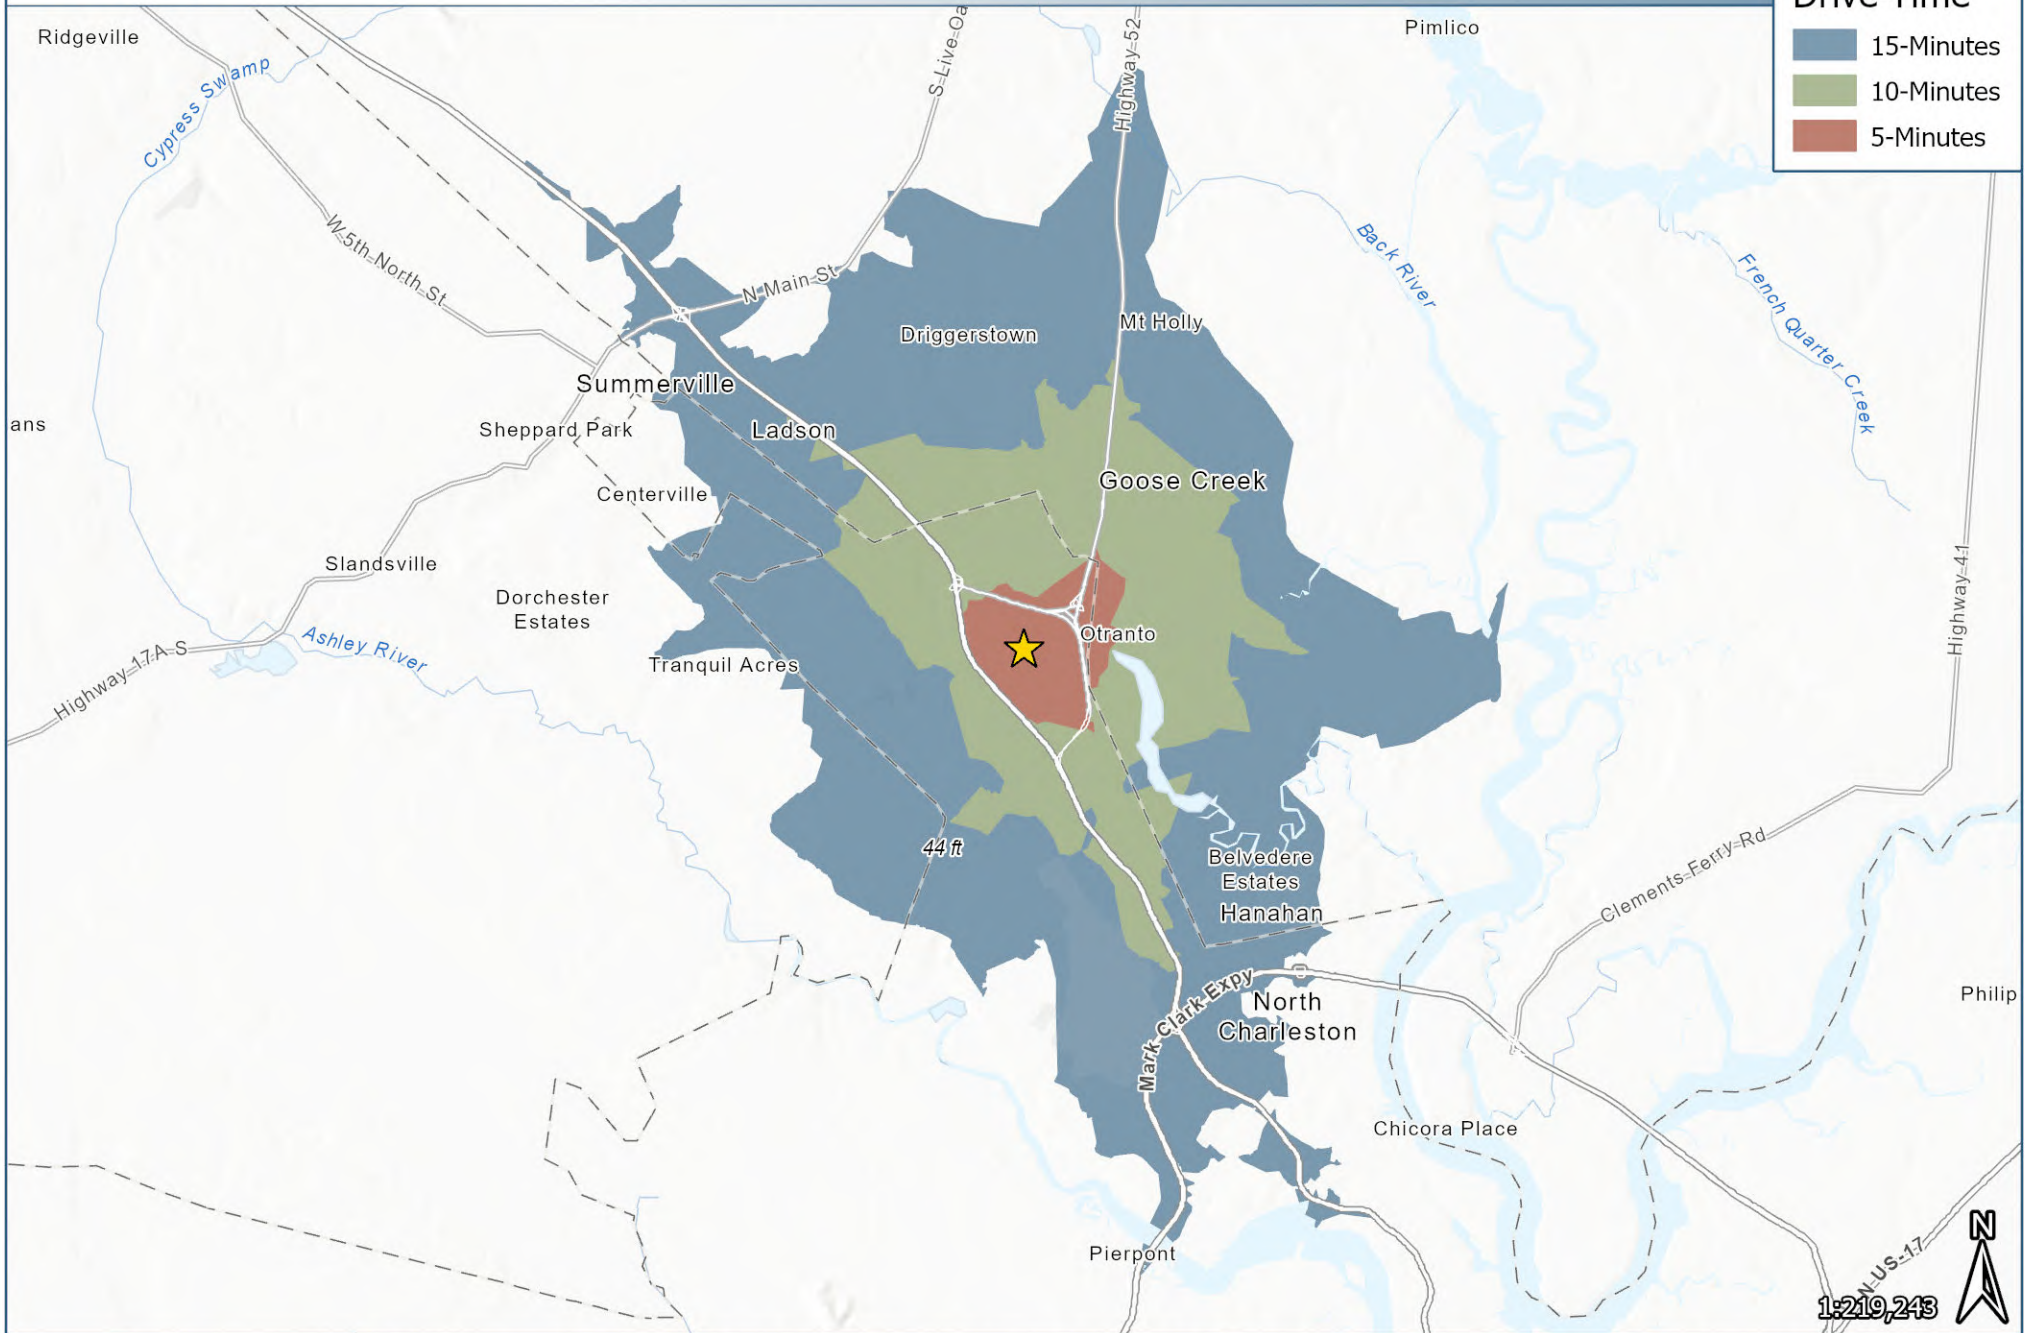 Drive Time
15-Minutes
10-Minutes
5-Minutes
Ridgeville
Pimlico
S Live Oa
Highway 52
Cypress Swamp
W 5th North St
N Main St
Back River
French Quarter Creek
Driggerstown
Mt Holly
Summerville
Sheppard Park
Ladson
ans
Centerville
Goose Creek
Slandsville
Dorchester
Estates
Highway 41
Ashley River
Otranto
Highway 17A S
Tranquil Acres
44 ft
Belvedere
Estates
Hanahan
Clements Ferry Rd
Mark Clark Expy
North
Charleston
Philip
Chicora Place
Pierpont
N US-17
N
1:219,243